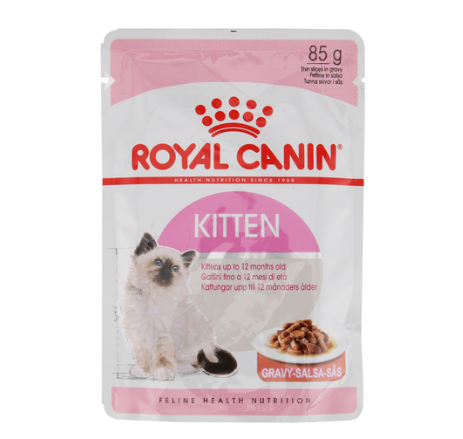 85 g
Thin slices in gravy
Fettine in salsa
Tunna skivor i sås
ROYAL CANIN®
HEALTH NUTRITION SINCE 1968
KITTEN
Kittens up to 12 months old
Gattini fino a 12 mesi di età
Kattungar upp till 12 månaders ålder
GRAVY-SALSA-SÅS
FELINE HEALTH NUTRITION